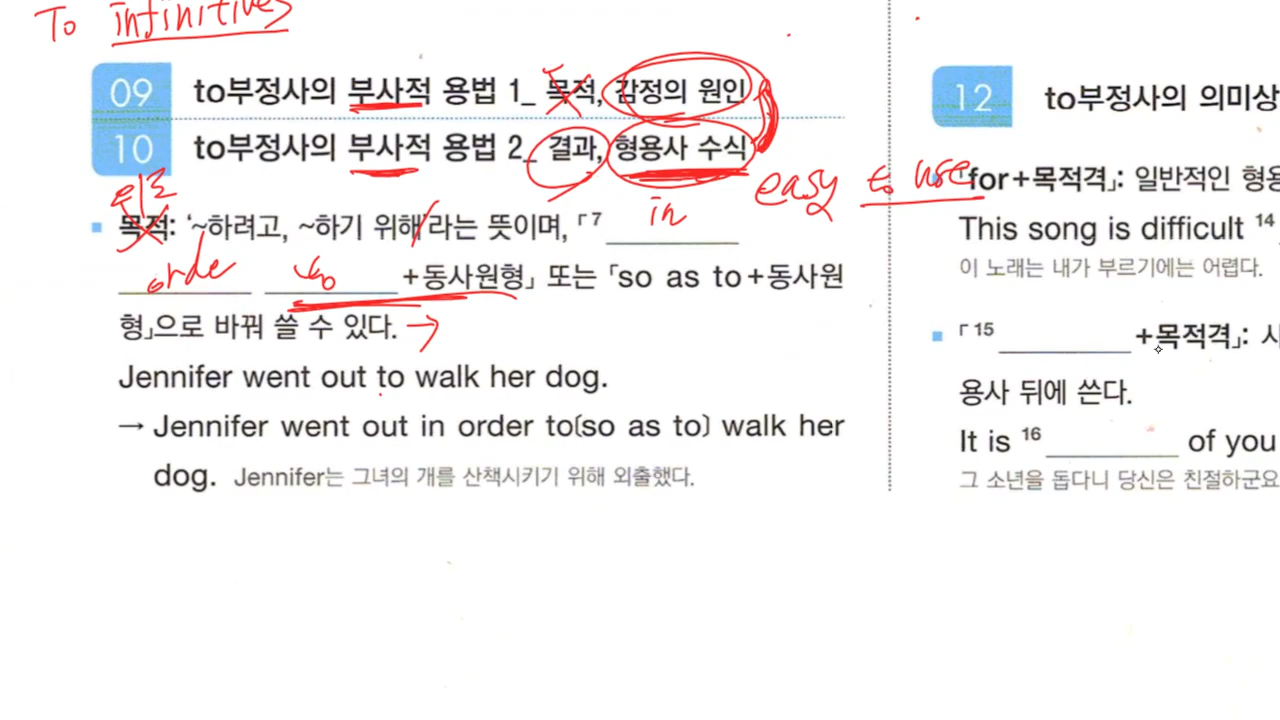 To infinitives
09 to부정사의 부사적 용법 1_ 목적, 감정의 원인
10 to부정사의 부사적 용법 2_ 결과, 형용사 수식
easy to use
목적: '~하려고, ~하기 위해'라는 뜻이며, 「7 in
orde to +동사원형」 또는 「so as to+동사원
형」으로 바꿔 쓸 수 있다. →
Jennifer went out to walk her dog.
→ Jennifer went out in order to(so as to) walk her
dog. Jennifer는 그녀의 개를 산책시키기 위해 외출했다.
12 to부정사의 의미상
「for+목적격」: 일반적인 형용
This song is difficult 14
이 노래는 내가 부르기에는 어렵다.
「15 +목적격」: 사
용사 뒤에 쓴다.
It is 16 of you
그 소년을 돕다니 당신은 친절하군요